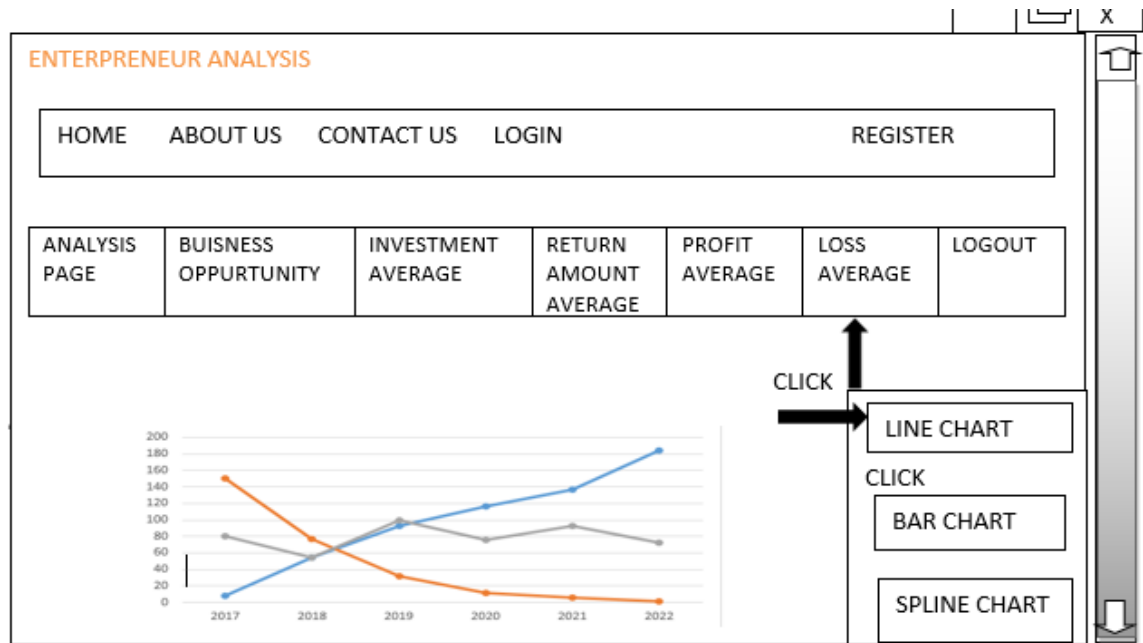 X
ENTERPRENEUR ANALYSIS
HOME ABOUT US CONTACT US LOGIN REGISTER
ANALYSIS PAGE
BUISNESS OPPURTUNITY
INVESTMENT AVERAGE
RETURN AMOUNT AVERAGE
PROFIT AVERAGE
LOSS AVERAGE
LOGOUT
CLICK
LINE CHART
CLICK
BAR CHART
SPLINE CHART
200
180
160
140
120
100
80
60
40
20
0
2017 2018 2019 2020 2021 2022